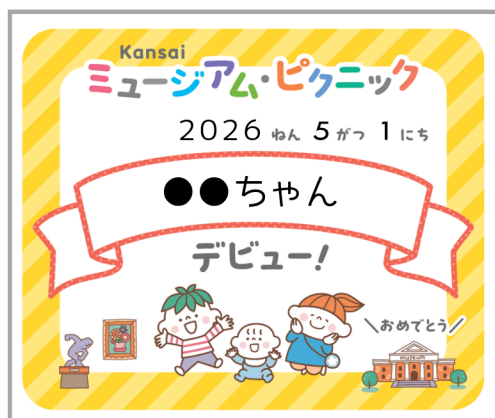 Kansai
ミュージアム・ピクニック
2026 ねん 5 がつ 1 にち
●●ちゃん
デビュー!
＼おめでとう／
museum